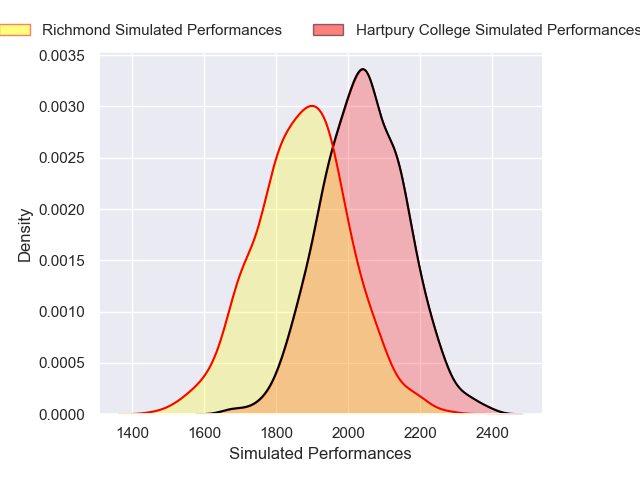 Richmond Simulated Performances
Hartpury College Simulated Performances
0.0035
0.0030
0.0025
0.0020
0.0015
0.0010
0.0005
0.0000
Density
1400 1600 1800 2000 2200 2400
Simulated Performances